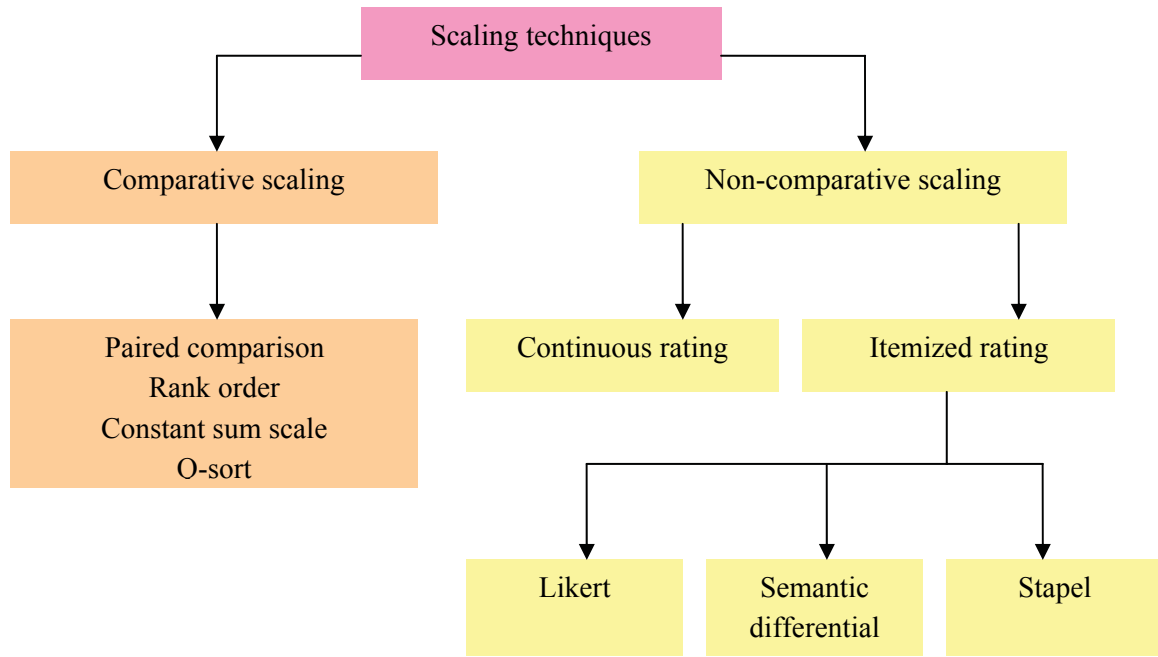 Scaling techniques
Comparative scaling
Non-comparative scaling
Paired comparison
Rank order
Constant sum scale
O-sort
Continuous rating
Itemized rating
Likert
Semantic
differential
Stapel